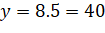 y = 8.5 = 40